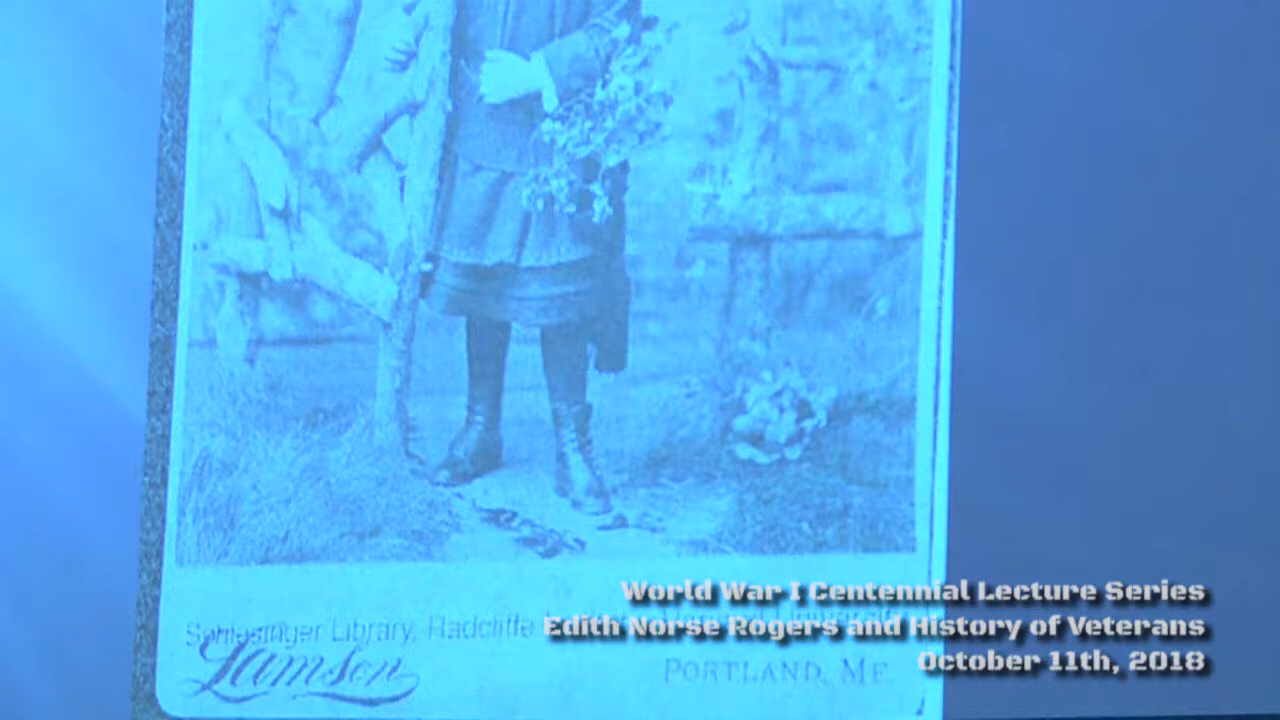 World War I Centennial Lecture Series
Schlesinger Library, Radcliffe
Edith Norse Rogers and History of Veterans
Lamson
PORTLAND, ME.
October 11th, 2018